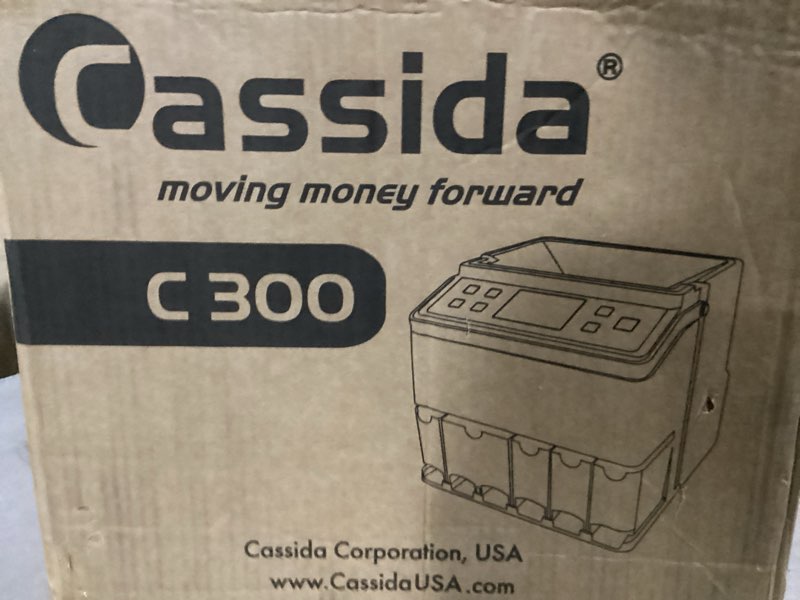 Cassida®
moving money forward
C 300
Cassida Corporation, USA
www.CassidaUSA.com